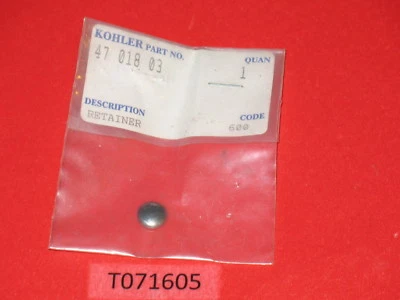 KOHLER PART NO. QUAN
47 018 03 1
DESCRIPTION CODE
RETAINER 600
T071605